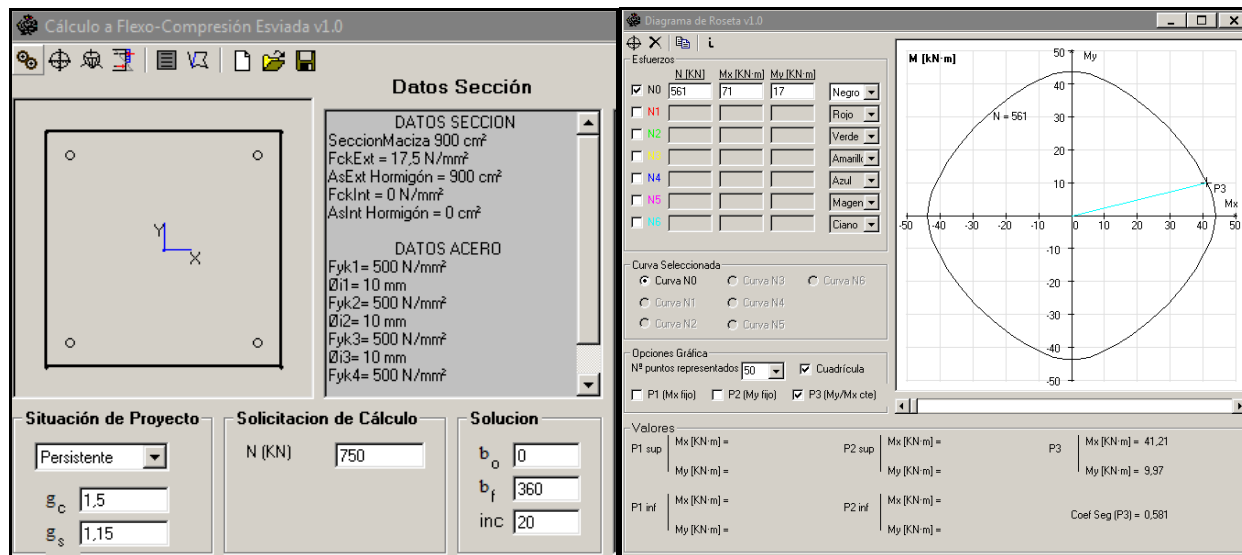 Cálculo a Flexo-Compresión Esviada v1.0
Datos Sección
Y
X
DATOS SECCION
SeccionMaciza 900 cm²
FckExt = 17,5 N/mm²
AsExt Hormigón = 900 cm²
FckInt = 0 N/mm²
AsInt Hormigón = 0 cm²
DATOS ACERO
Fyk1= 500 N/mm²
Øi1= 10 mm
Fyk2= 500 N/mm²
Øi2= 10 mm
Fyk3= 500 N/mm²
Øi3= 10 mm
Fyk4= 500 N/mm²
Situación de Proyecto
Persistente
g c 1,5
g s 1,15
Solicitacion de Cálculo
N (KN) 750
Solucion
b o 0
b f 360
inc 20
Diagrama de Roseta v1.0
Esfuerzos
N [KN] Mx [KN·m] My [KN·m]
N0 561 71 17 Negro
N1 Rojo
N2 Verde
N3 Amarill
N4 Azul
N5 Magen
N6 Ciano
Curva Seleccionada
Curva N0 Curva N3 Curva N6
Curva N1 Curva N4
Curva N2 Curva N5
Opciones Gráfica
Nº puntos representados 50 Cuadrícula
P1 (Mx fijo) P2 (My fijo) P3 (My/Mx cte)
M [kN·m]
My
50
40
30
20
10
N = 561
P3
Mx
-50 -40 -30 -20 -10 0 10 20 30 40 50
0
-10
-20
-30
-40
-50
Valores
P1 sup Mx [KN·m] =
My [KN·m] =
P2 sup Mx [KN·m] =
My [KN·m] =
P3 Mx [KN·m] = 41,21
My [KN·m] = 9,97
P1 inf Mx [KN·m] =
My [KN·m] =
P2 inf Mx [KN·m] =
My [KN·m] =
Coef Seg (P3) = 0,581